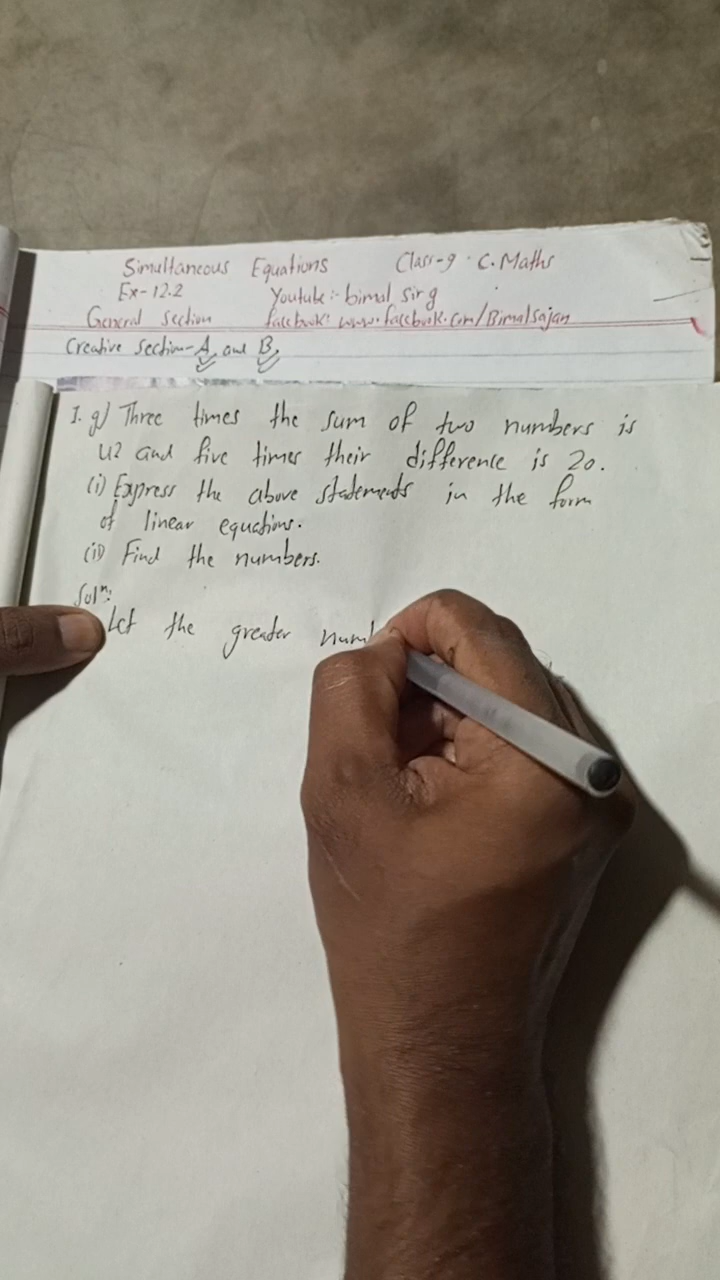 Simultaneous Equations Class-9 C.Maths
Ex-12.2 Youtube:- bimal sir g
General section facebook: www.facebook.com/Bimalsajan
Creative section-A, and B,
1. g) Three times the sum of two numbers is
42 and five times their difference is 20.
(i) Express the above statements in the form
of linear equations.
(ii) Find the numbers.
Solⁿ:
Let the greater numb